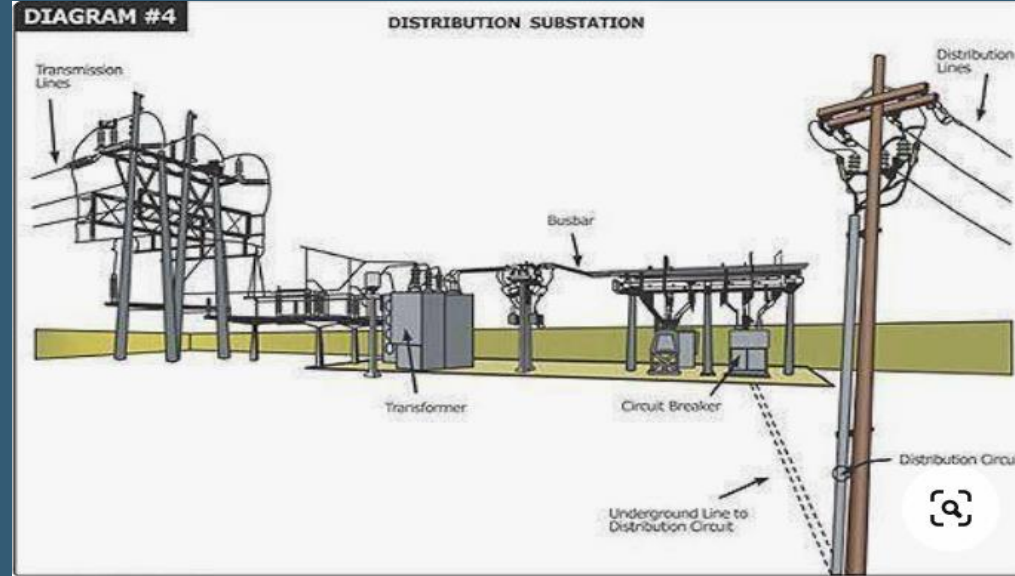 DIAGRAM #4
DISTRIBUTION SUBSTATION
Transmission
Lines
Distribution
Lines
Busbar
Transformer
Circuit Breaker
Distribution Circu
Underground Line to
Distribution Circuit